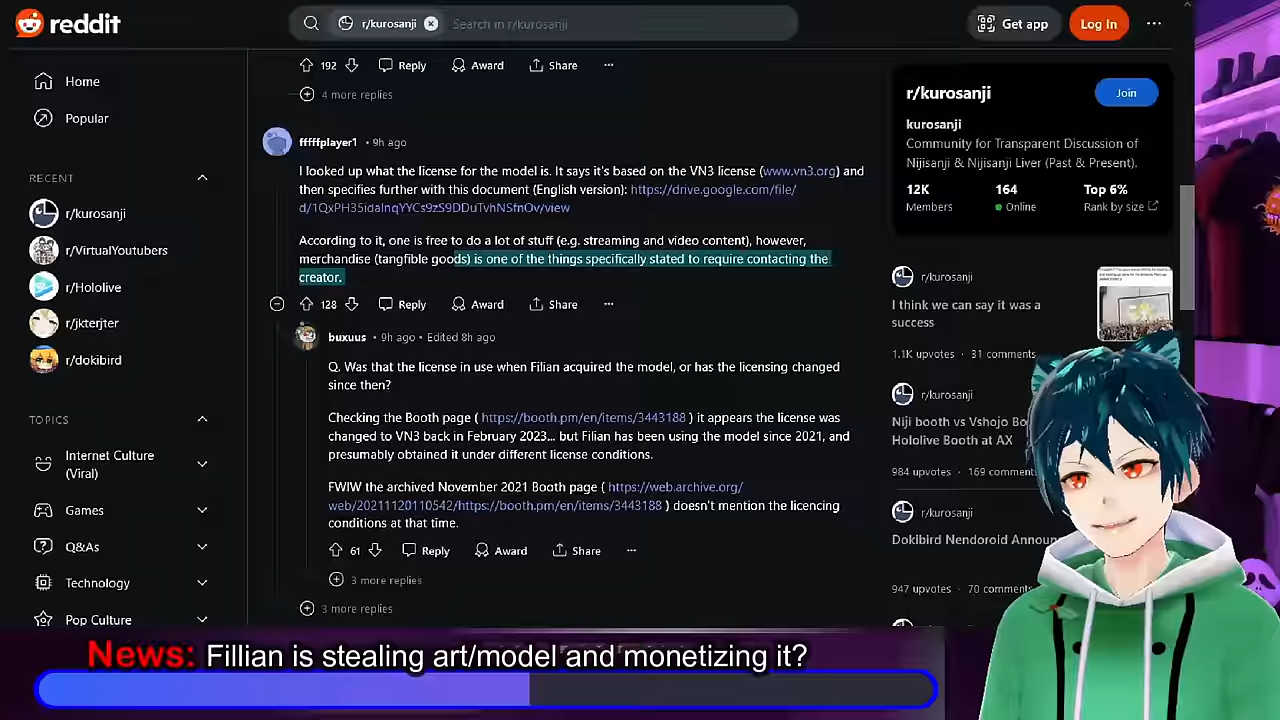 reddit
r/kurosanji
Search in r/kurosanji
Get app
Log In
Home
Popular
RECENT
r/kurosanji
r/VirtualYoutubers
r/Hololive
r/jkterjter
r/dokibird
TOPICS
Internet Culture
(Viral)
Games
Q&As
Technology
Pop Culture
192
Reply
Award
Share
4 more replies
fffffplayer1 • 9h ago
I looked up what the license for the model is. It says it's based on the VN3 license (www.vn3.org) and
then specifies further with this document (English version): https://drive.google.com/file/
d/1QxPH35idaInqYYCs9zS9DDuTvhNSfnOv/view
According to it, one is free to do a lot of stuff (e.g. streaming and video content), however,
merchandise (tangfible goods) is one of the things specifically stated to require contacting the
creator.
128
Reply
Award
Share
buxuus • 9h ago • Edited 8h ago
Q. Was that the license in use when Filian acquired the model, or has the licensing changed
since then?
Checking the Booth page ( https://booth.pm/en/items/3443188 ) it appears the license was
changed to VN3 back in February 2023... but Filian has been using the model since 2021, and
presumably obtained it under different license conditions.
FWIW the archived November 2021 Booth page ( https://web.archive.org/
web/20211120110542/https://booth.pm/en/items/3443188 ) doesn't mention the licencing
conditions at that time.
61
Reply
Award
Share
3 more replies
3 more replies
r/kurosanji
Join
kurosanji
Community for Transparent Discussion of
Nijisanji & Nijisanji Liver (Past & Present).
12K 164 Top 6%
Members Online Rank by size
r/kurosanji
I think we can say it was a
success
1.1K upvotes • 31 comments
r/kurosanji
Niji booth vs Vshojo Bo
Hololive Booth at AX
984 upvotes • 169 comments
r/kurosanji
Dokibird Nendoroid Announ
947 upvotes • 70 comments
News: Fillian is stealing art/model and monetizing it?